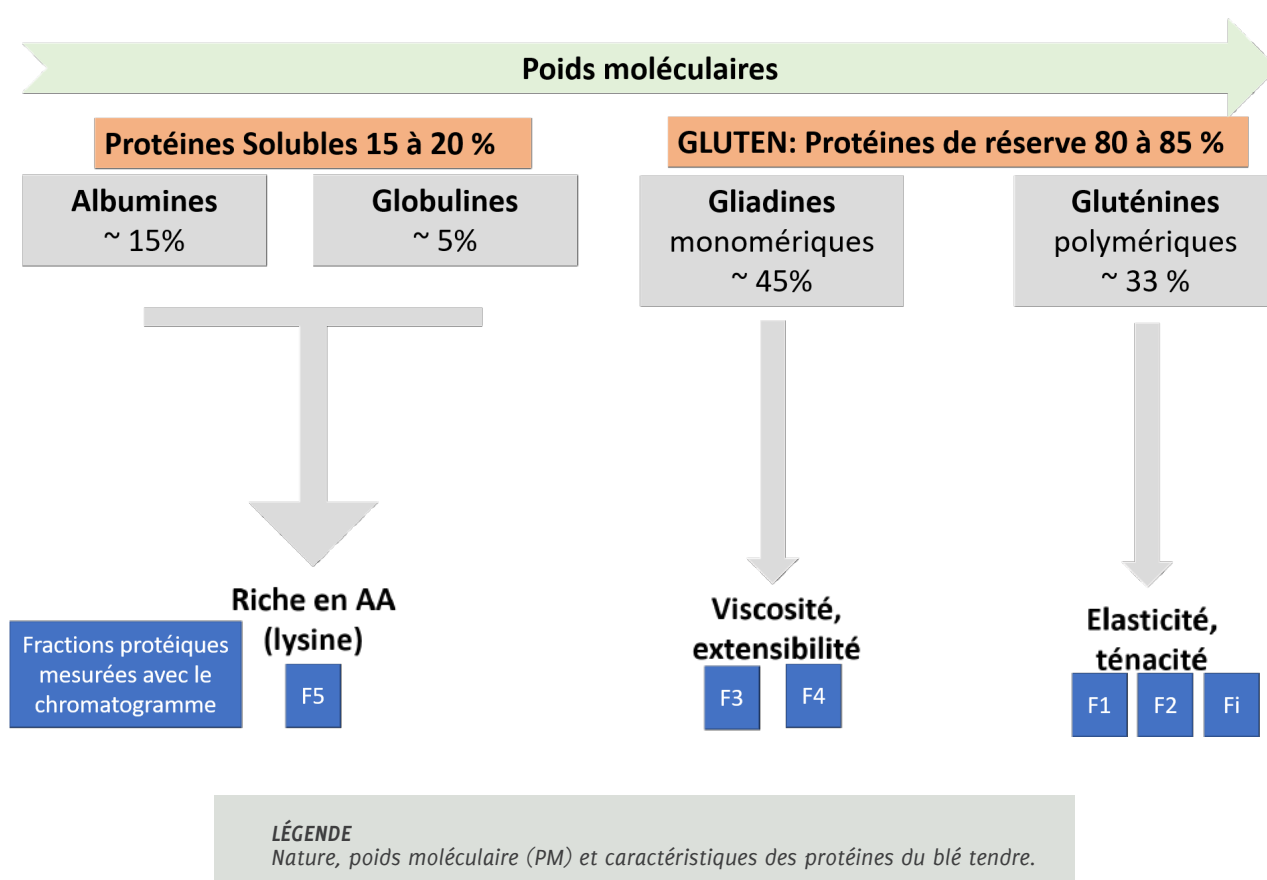 Poids moléculaires
Protéines Solubles 15 à 20 %
GLUTEN: Protéines de réserve 80 à 85 %
Albumines
~ 15%
Globulines
~ 5%
Gliadines
monomériques
~ 45%
Gluténines
polymériques
~ 33 %
Riche en AA
(lysine)
Viscosité,
extensibilité
Elasticité,
ténacité
Fractions protéiques
mesurées avec le
chromatogramme
F5
F3
F4
F1
F2
Fi
LÉGENDE
Nature, poids moléculaire (PM) et caractéristiques des protéines du blé tendre.